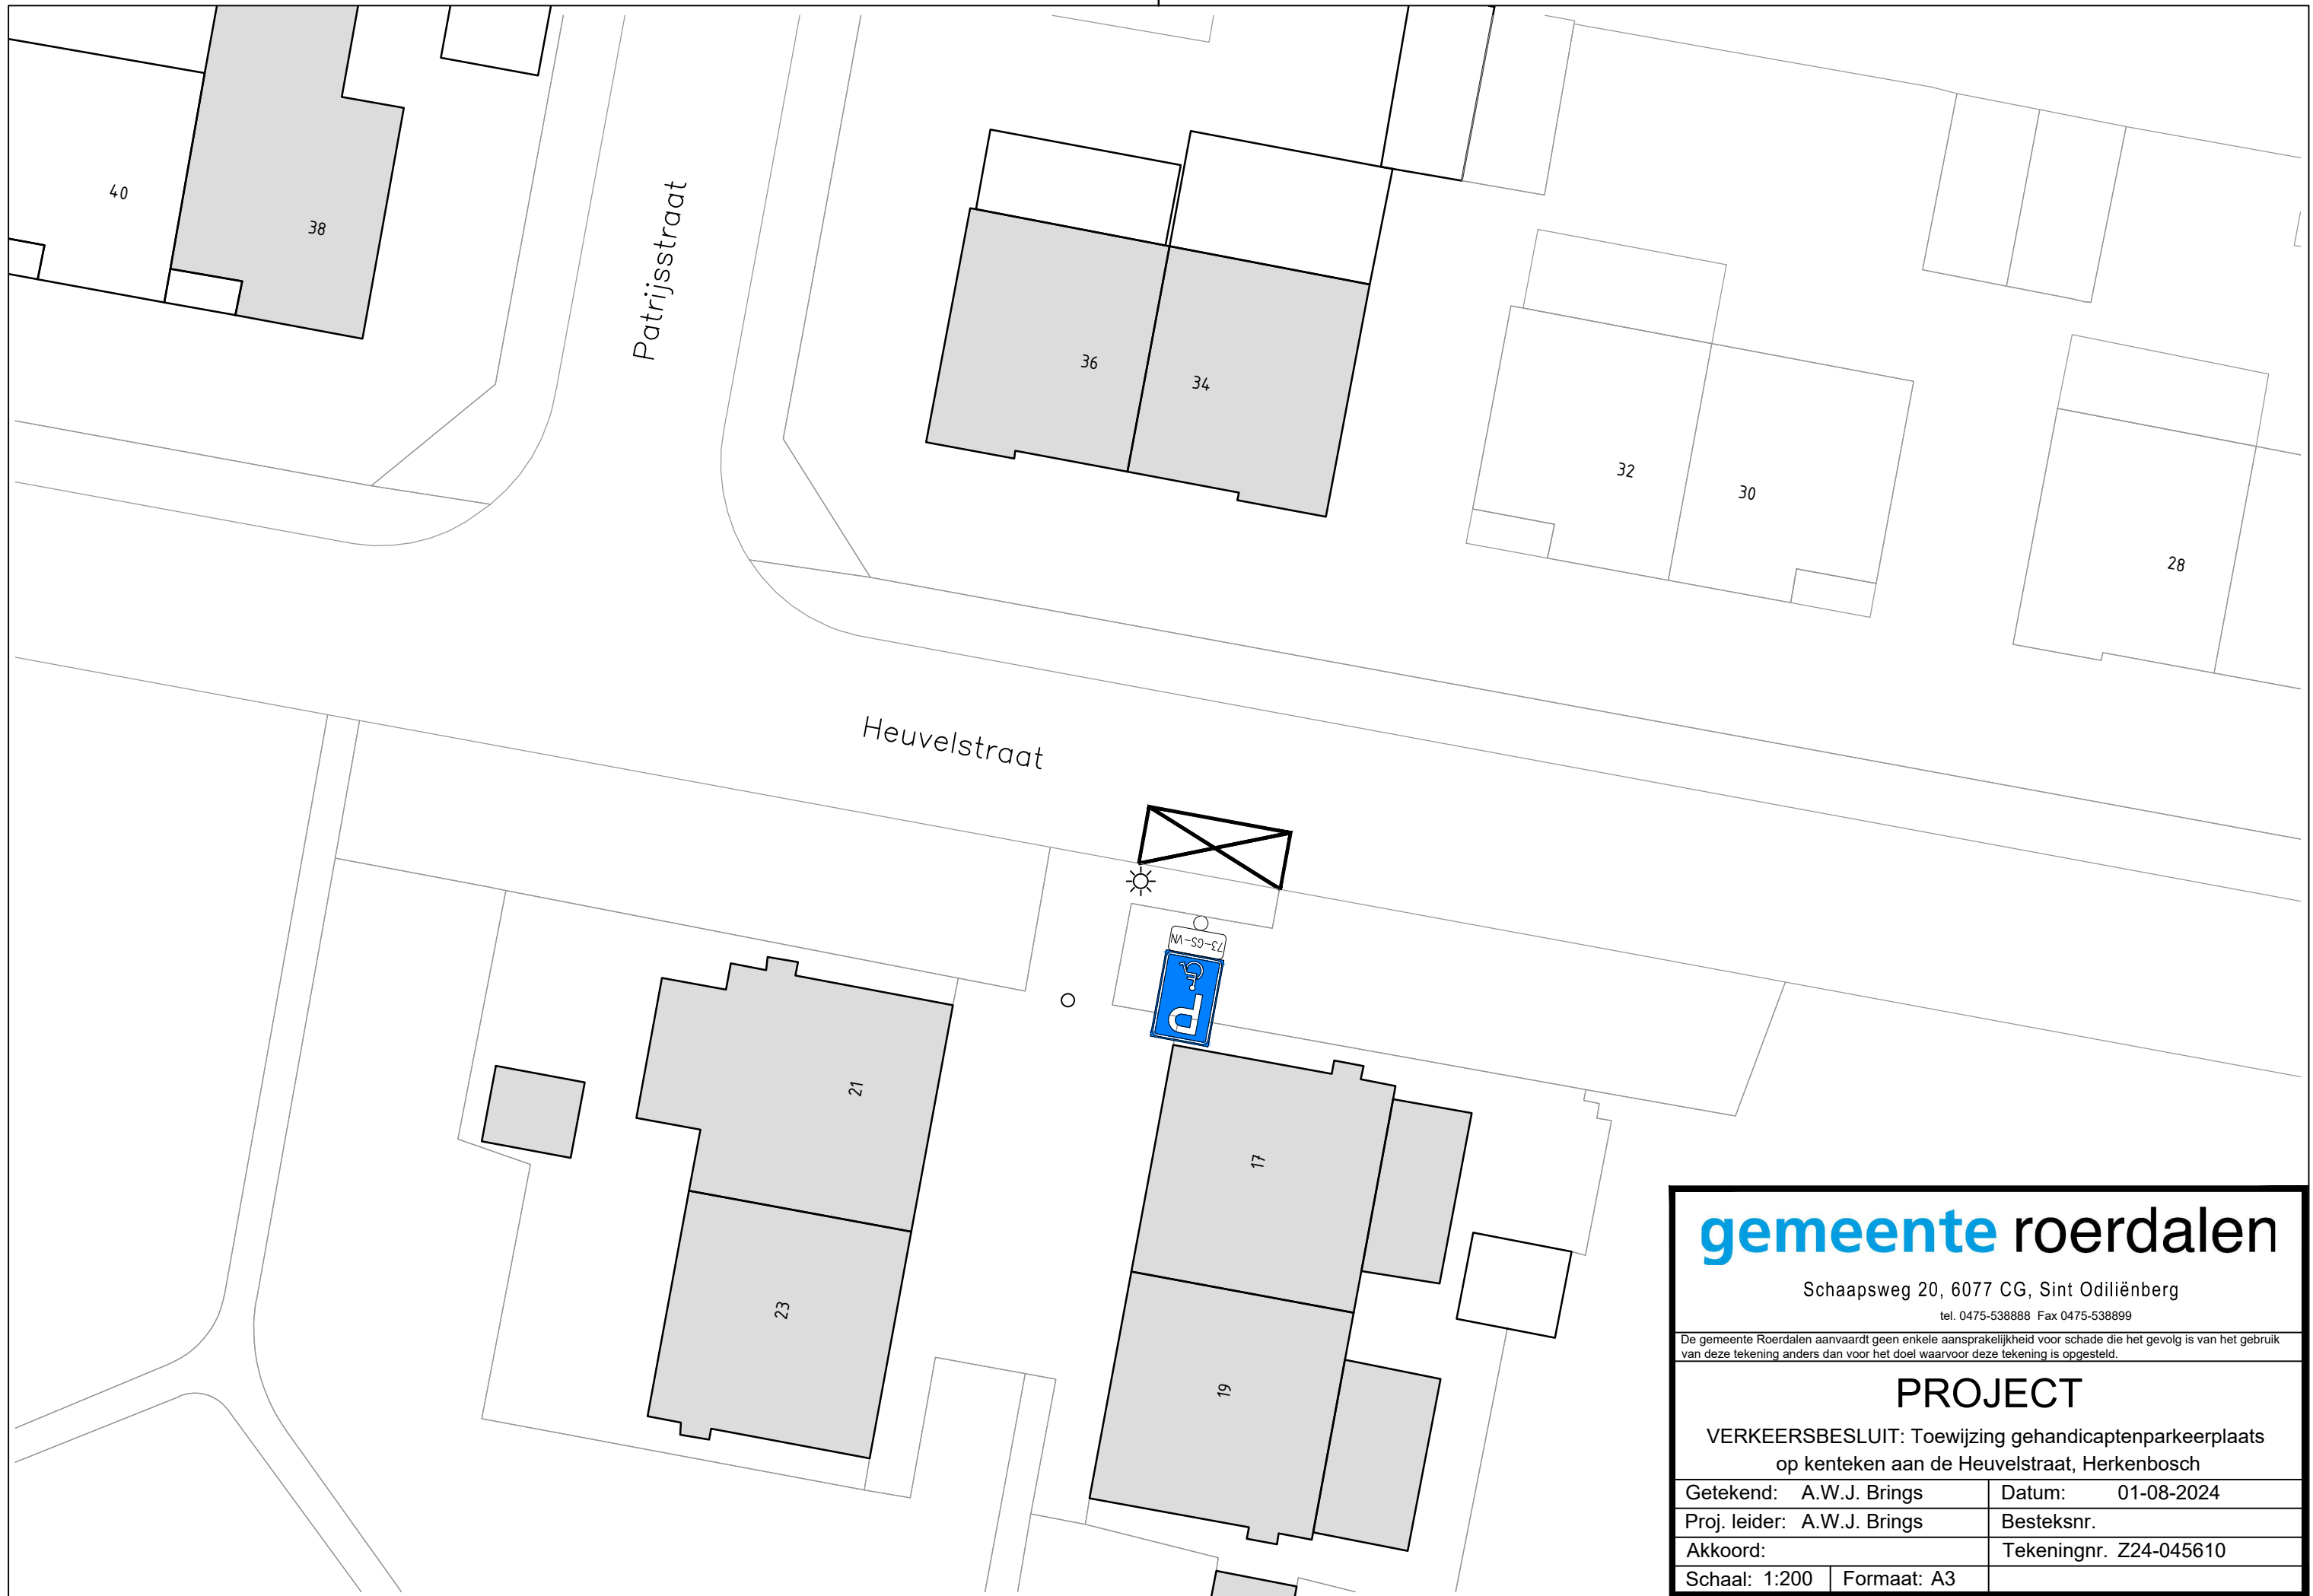 40
38
Patrijsstraat
36
34
32
30
28
Heuvelstraat
73-GS-VN
P
21
17
23
19
gemeente roerdalen
Schaapsweg 20, 6077 CG, Sint Odiliënberg
tel. 0475-538888 Fax 0475-538899
De gemeente Roerdalen aanvaardt geen enkele aansprakelijkheid voor schade die het gevolg is van het gebruik
van deze tekening anders dan voor het doel waarvoor deze tekening is opgesteld.
PROJECT
VERKEERSBESLUIT: Toewijzing gehandicaptenparkeerplaats
op kenteken aan de Heuvelstraat, Herkenbosch
Getekend: A.W.J. Brings Datum: 01-08-2024
Proj. leider: A.W.J. Brings Besteksnr.
Akkoord: Tekeningnr. Z24-045610
Schaal: 1:200 Formaat: A3